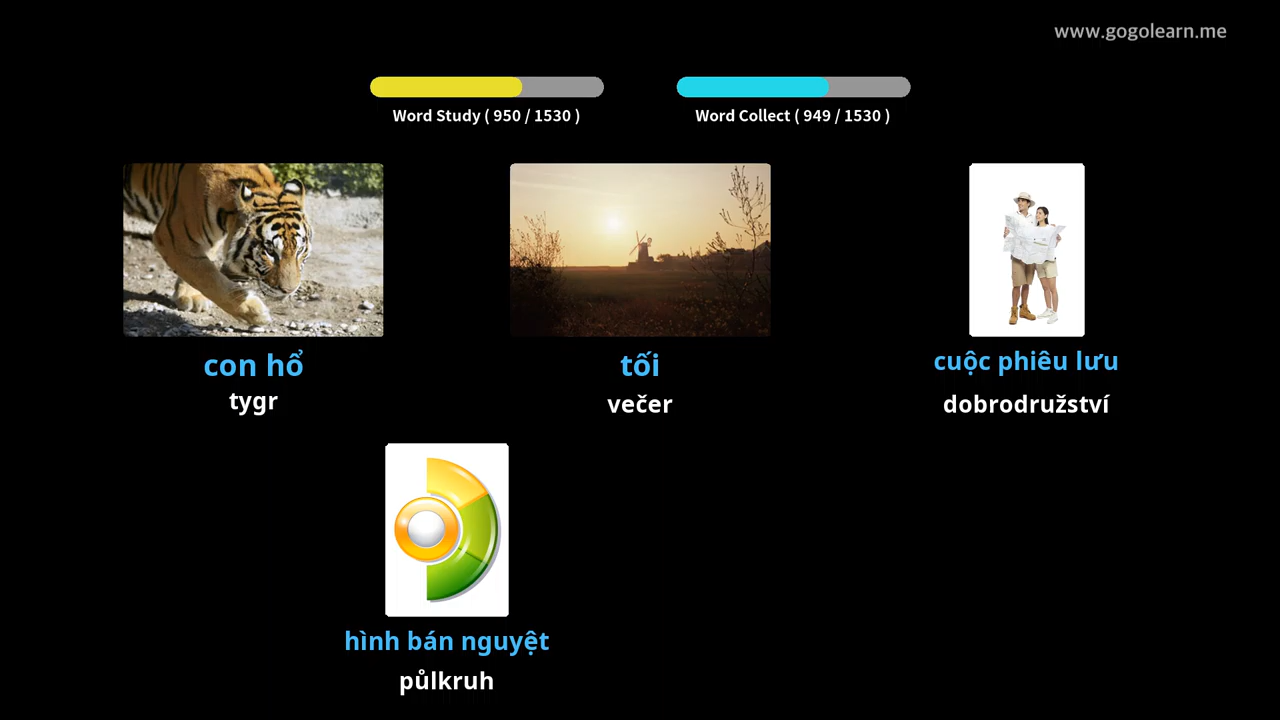 www.gogolearn.me
Word Study ( 950 / 1530 )
Word Collect ( 949 / 1530 )
con hổ
tygr
tối
večer
cuộc phiêu lưu
dobrodružství
hình bán nguyệt
půlkruh